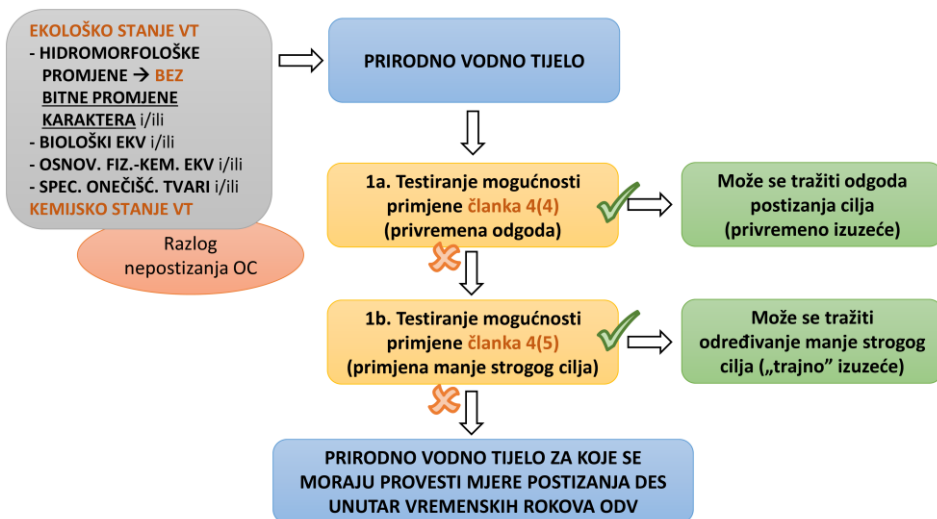 EKOLOŠKO STANJE VT
- HIDROMORFOLOŠKE
PROMJENE → BEZ
BITNE PROMJENE
KARAKTERA i/ili
- BIOLOŠKI EKV i/ili
- OSNOV. FIZ.-KEM. EKV i/ili
- SPEC. ONEČIŠĆ. TVARI i/ili
KEMIJSKO STANJE VT
Razlog
nepostizanja OC
PRIRODNO VODNO TIJELO
1a. Testiranje mogućnosti
primjene članka 4(4)
(privremena odgoda)
Može se tražiti odgoda
postizanja cilja
(privremeno izuzeće)
1b. Testiranje mogućnosti
primjene članka 4(5)
(primjena manje strogog cilja)
Može se tražiti
određivanje manje strogog
cilja („trajno” izuzeće)
PRIRODNO VODNO TIJELO ZA KOJE SE
MORAJU PROVESTI MJERE POSTIZANJA DES
UNUTAR VREMENSKIH ROKOVA ODV